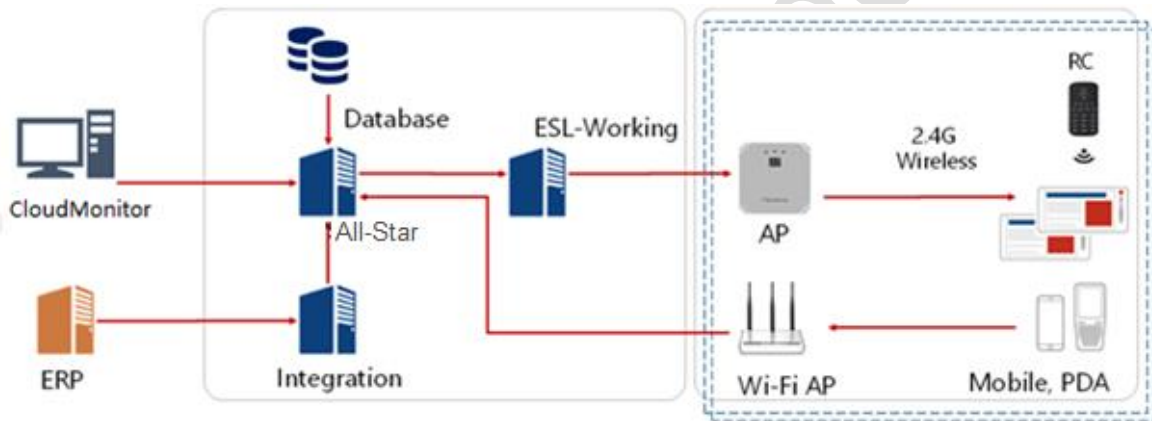 RC
Database
ESL-Working
2.4G
Wireless
CloudMonitor
All-Star
AP
ERP
Integration
Wi-Fi AP
Mobile, PDA